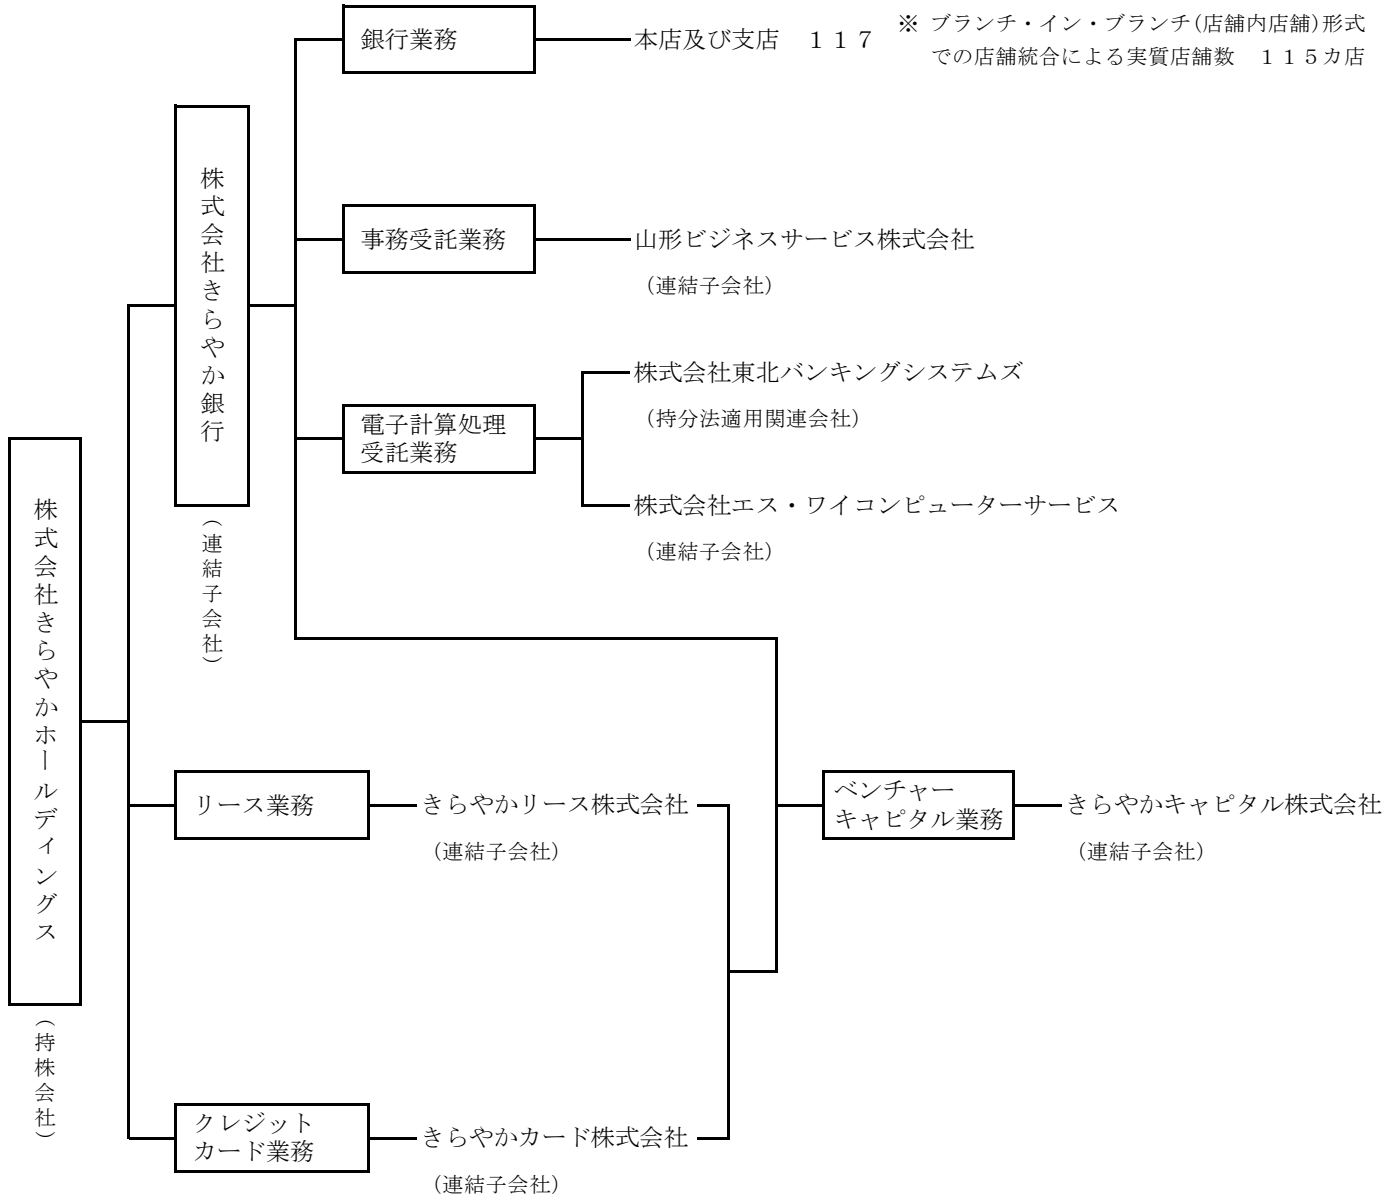 銀行業務
本店及び支店　１１７
※ ブランチ・イン・ブランチ(店舗内店舗)形式
での店舗統合による実質店舗数　１１５カ店
株式会社きらやか銀行
（連結子会社）
事務受託業務
山形ビジネスサービス株式会社
（連結子会社）
電子計算処理
受託業務
株式会社東北バンキングシステムズ
（持分法適用関連会社）
株式会社エス・ワイコンピューターサービス
（連結子会社）
株式会社きらやかホールディングス
（持株会社）
リース業務
きらやかリース株式会社
（連結子会社）
ベンチャー
キャピタル業務
きらやかキャピタル株式会社
（連結子会社）
クレジット
カード業務
きらやかカード株式会社
（連結子会社）